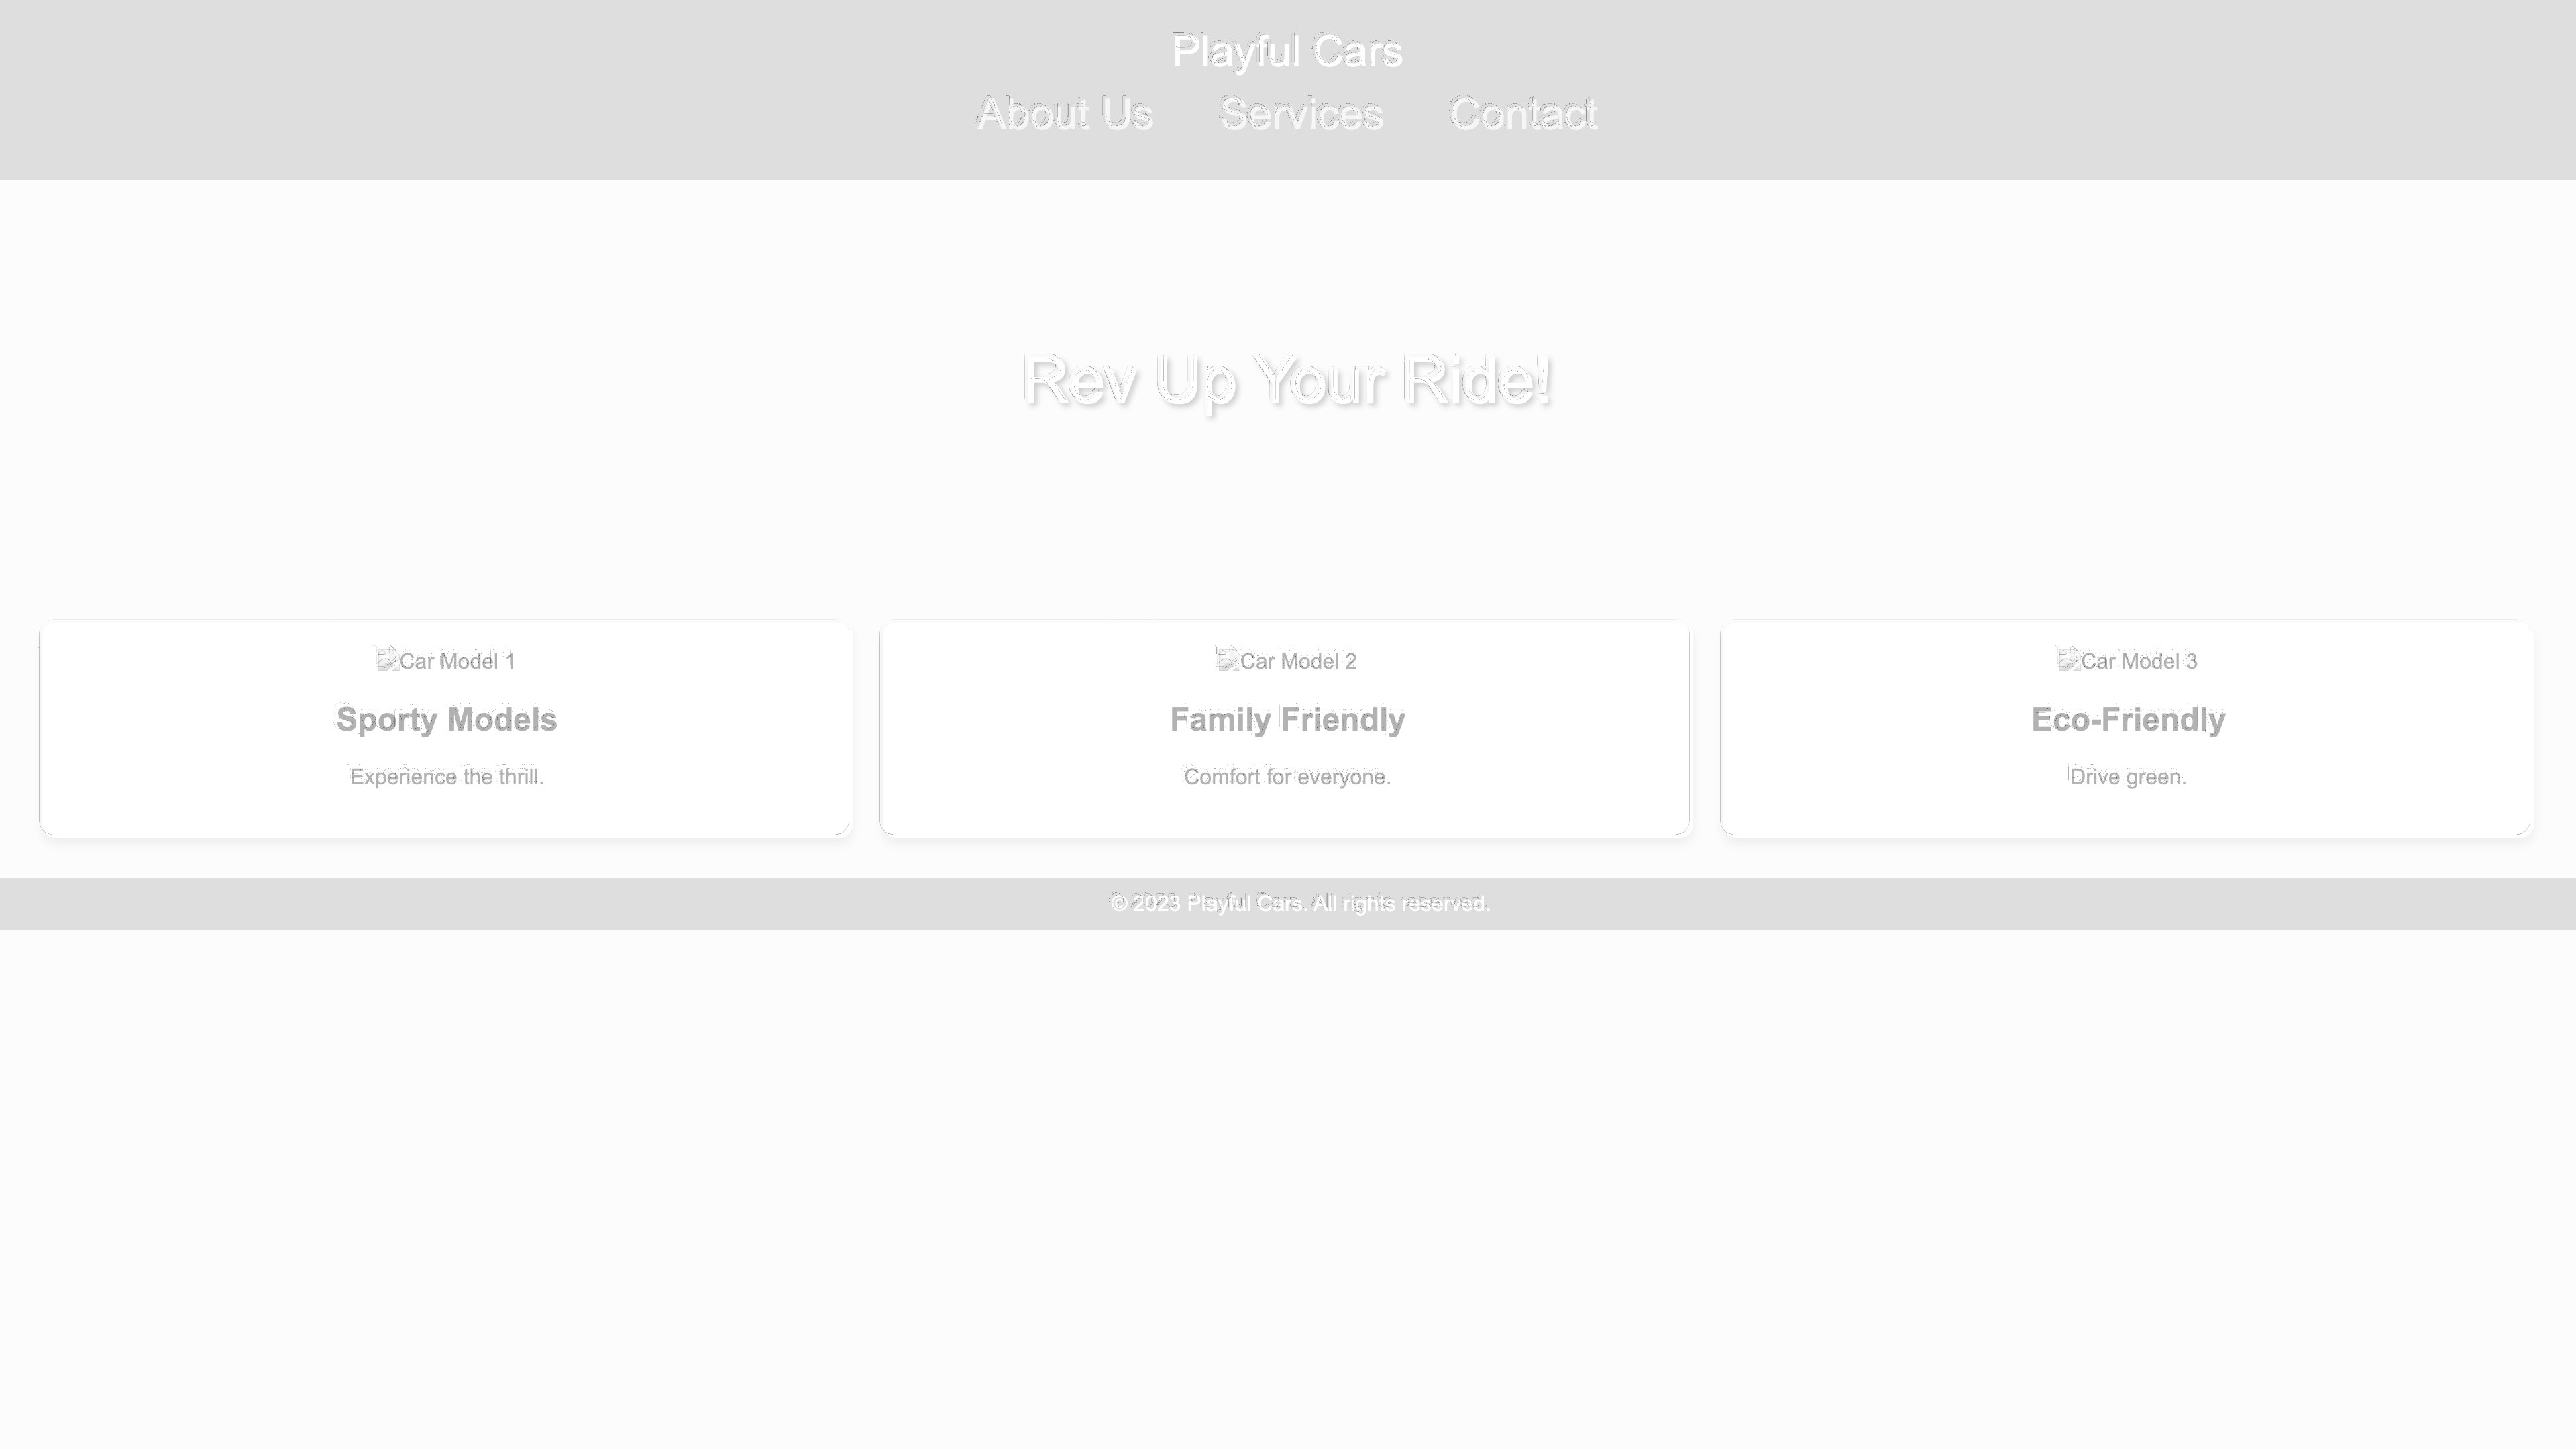 Playful Cars
About Us Services Contact
Rev Up Your Ride!
Car Model 1
Sporty Models
Experience the thrill.
Car Model 2
Family Friendly
Comfort for everyone.
Car Model 3
Eco-Friendly
Drive green.
© 2023 Playful Cars. All rights reserved.